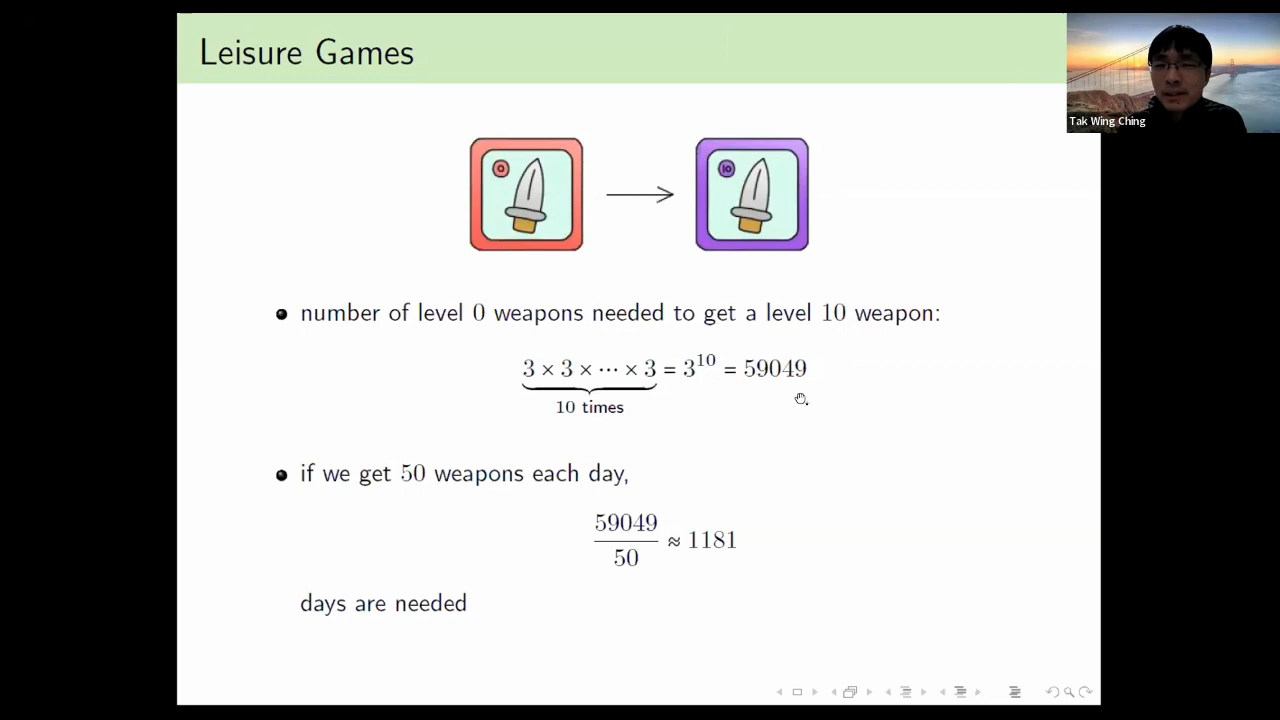 Leisure Games
Tak Wing Ching
0
10
number of level 0 weapons needed to get a level 10 weapon:
3 × 3 × ⋯ × 3 = 3^10 = 59049
10 times
if we get 50 weapons each day,
59049
50
≈ 1181
days are needed